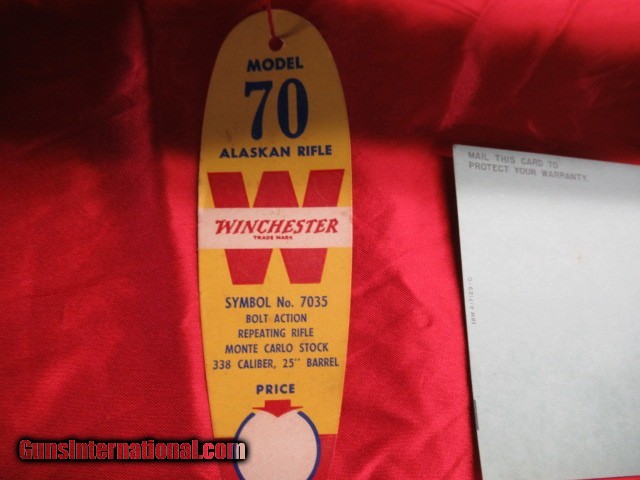 MODEL
70
ALASKAN RIFLE
W
WINCHESTER
TRADE MARK
SYMBOL No. 7035
BOLT ACTION
REPEATING RIFLE
MONTE CARLO STOCK
338 CALIBER, 25" BARREL
PRICE
MAIL THIS CARD TO
PROTECT YOUR WARRANTY.
GunsInternational.com